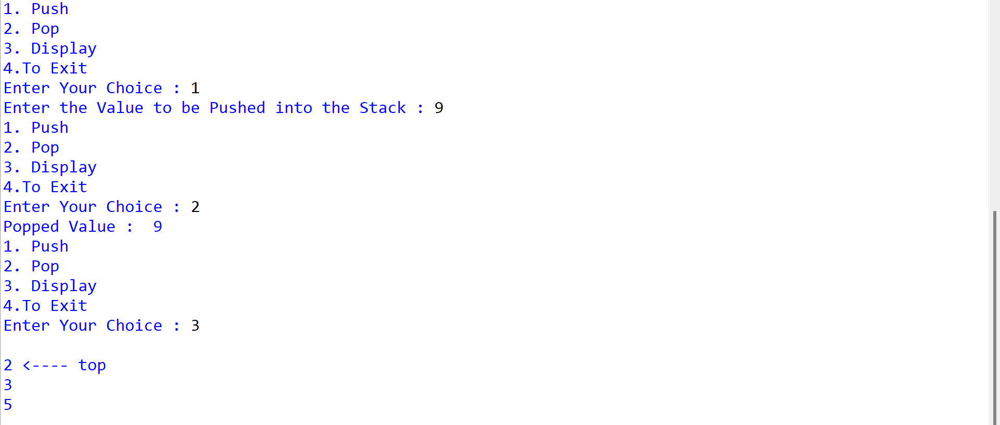 1. Push
2. Pop
3. Display
4.To Exit
Enter Your Choice : 1
Enter the Value to be Pushed into the Stack : 9
1. Push
2. Pop
3. Display
4.To Exit
Enter Your Choice : 2
Popped Value :  9
1. Push
2. Pop
3. Display
4.To Exit
Enter Your Choice : 3

2 <---- top
3
5